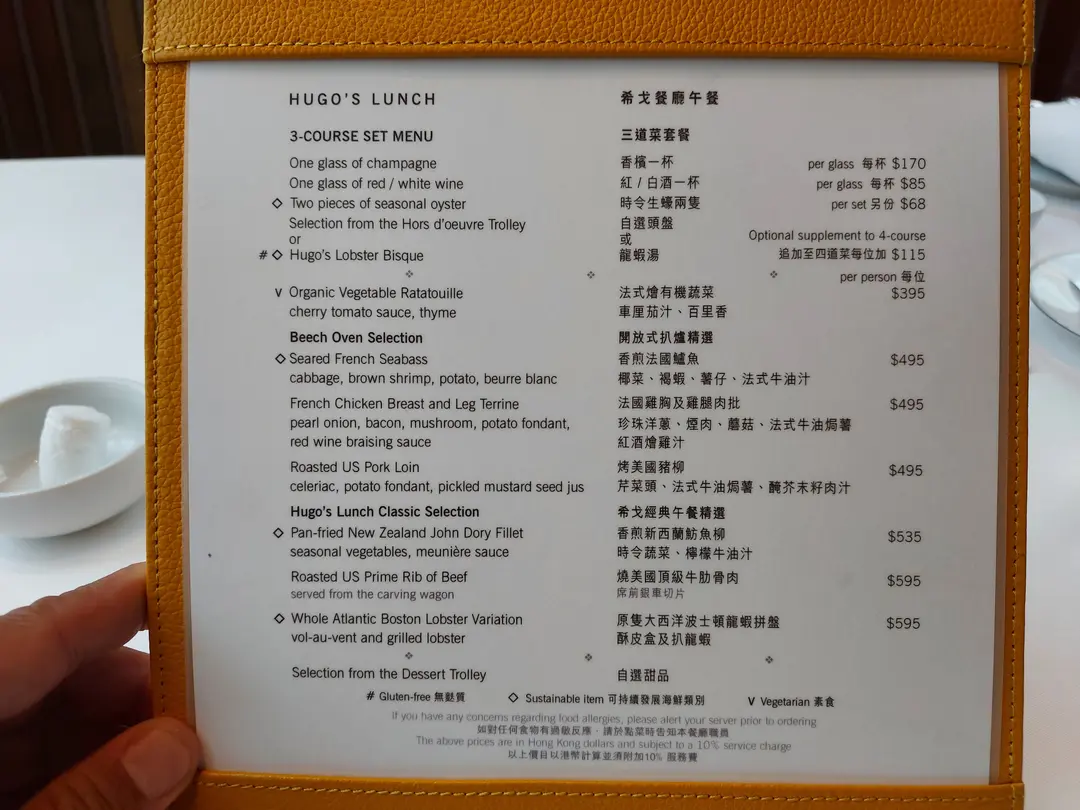 HUGO'S LUNCH 希戈餐廳午餐
3-COURSE SET MENU 三道菜套餐
One glass of champagne 香檳一杯 per glass 每杯 $170
One glass of red / white wine 紅 / 白酒一杯 per glass 每杯 $85
◇ Two pieces of seasonal oyster 時令生蠔兩隻 per set 另份 $68
Selection from the Hors d'oeuvre Trolley 自選頭盤
or 或 Optional supplement to 4-course
# ◇ Hugo's Lobster Bisque 龍蝦湯 追加至四道菜每位加 $115
per person 每位
v Organic Vegetable Ratatouille 法式燴有機蔬菜 $395
cherry tomato sauce, thyme 車厘茄汁、百里香
Beech Oven Selection 開放式扒爐精選
◇ Seared French Seabass 香煎法國鱸魚 $495
cabbage, brown shrimp, potato, beurre blanc 椰菜、褐蝦、薯仔、法式牛油汁
French Chicken Breast and Leg Terrine 法國雞胸及雞腿肉批 $495
pearl onion, bacon, mushroom, potato fondant, 珍珠洋蔥、煙肉、蘑菇、法式牛油焗薯
red wine braising sauce 紅酒燴雞汁
Roasted US Pork Loin 烤美國豬柳 $495
celeriac, potato fondant, pickled mustard seed jus 芹菜頭、法式牛油焗薯、醃芥末籽肉汁
Hugo's Lunch Classic Selection 希戈經典午餐精選
◇ Pan-fried New Zealand John Dory Fillet 香煎新西蘭魴魚柳 $535
seasonal vegetables, meunière sauce 時令蔬菜、檸檬牛油汁
Roasted US Prime Rib of Beef 燒美國頂級牛肋骨肉 $595
served from the carving wagon 席前銀車切片
◇ Whole Atlantic Boston Lobster Variation 原隻大西洋波士頓龍蝦拼盤 $595
vol-au-vent and grilled lobster 酥皮盒及扒龍蝦
Selection from the Dessert Trolley 自選甜品
# Gluten-free 無麩質 ◇ Sustainable item 可持續發展海鮮類別 v Vegetarian 素食
If you have any concerns regarding food allergies, please alert your server prior to ordering
如對任何食物有過敏反應，請於點菜時告知本餐廳職員
The above prices are in Hong Kong dollars and subject to a 10% service charge
以上價目以港幣計算並須附加10% 服務費